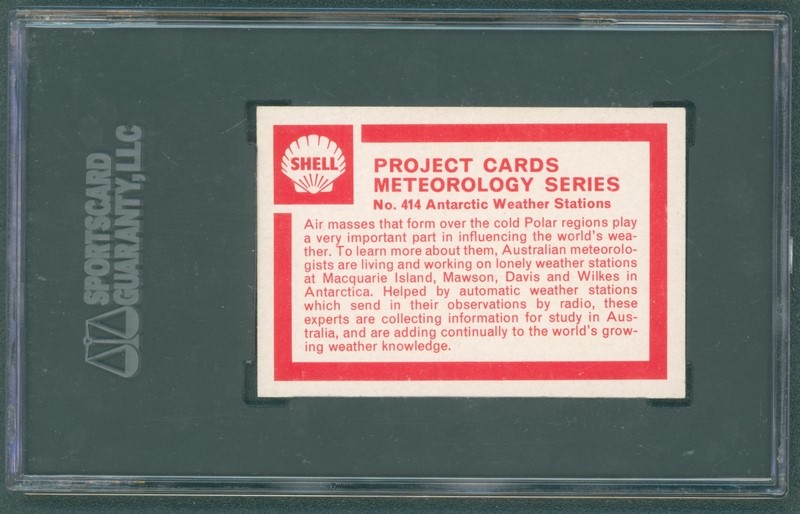 SPORTSCARD
GUARANTY, LLC
SHELL
PROJECT CARDS
METEOROLOGY SERIES
No. 414 Antarctic Weather Stations
Air masses that form over the cold Polar regions play
a very important part in influencing the world's wea-
ther. To learn more about them, Australian meteorolo-
gists are living and working on lonely weather stations
at Macquarie Island, Mawson, Davis and Wilkes in
Antarctica. Helped by automatic weather stations
which send in their observations by radio, these
experts are collecting information for study in Aus-
tralia, and are adding continually to the world's grow-
ing weather knowledge.